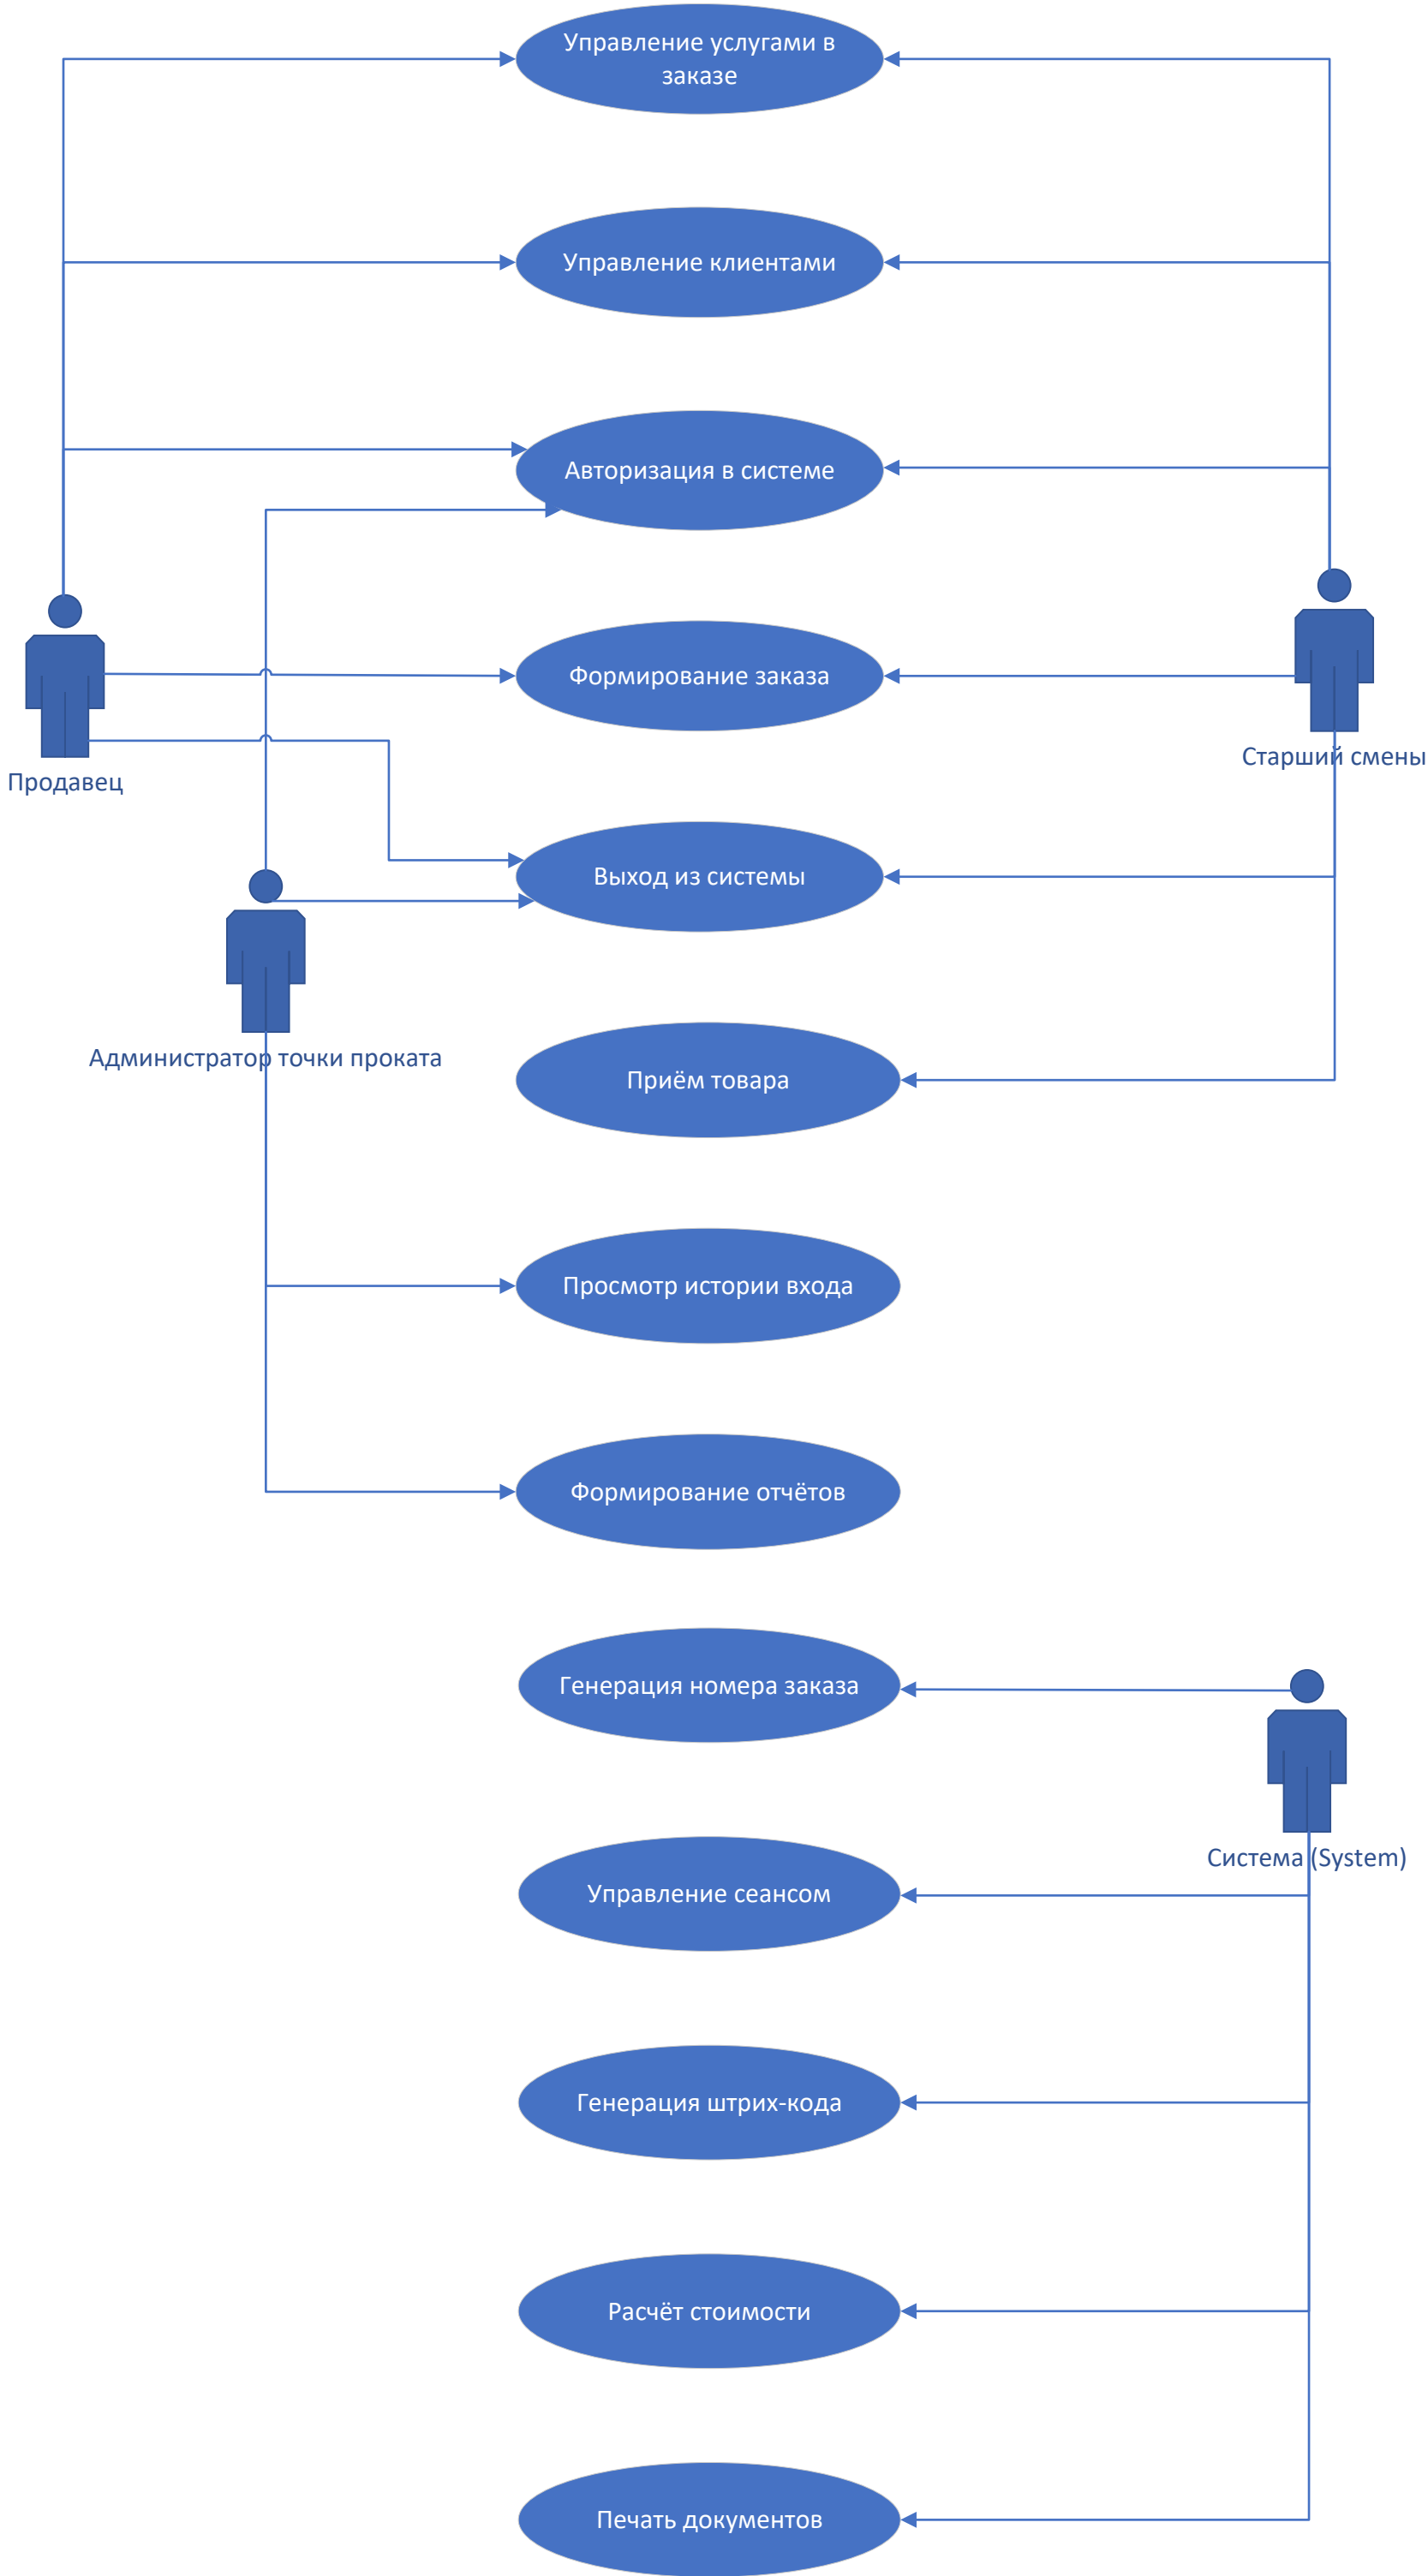 Управление услугами в
заказе
Управление клиентами
Авторизация в системе
Формирование заказа
Старший смены
Продавец
Выход из системы
Администратор точки проката
Приём товара
Просмотр истории входа
Формирование отчётов
Генерация номера заказа
Система (System)
Управление сеансом
Генерация штрих-кода
Расчёт стоимости
Печать документов